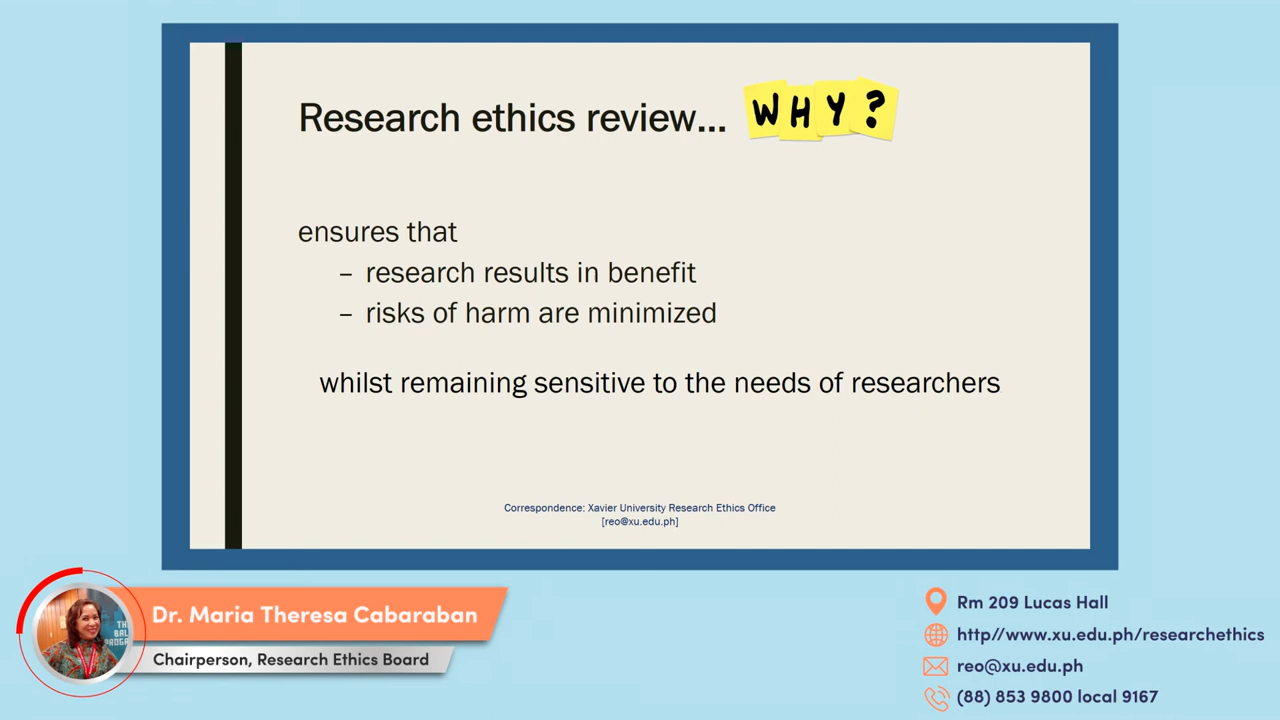 Research ethics review... WHY?
ensures that
– research results in benefit
– risks of harm are minimized
whilst remaining sensitive to the needs of researchers
Correspondence: Xavier University Research Ethics Office
[reo@xu.edu.ph]
Dr. Maria Theresa Cabaraban
Chairperson, Research Ethics Board
Rm 209 Lucas Hall
http//www.xu.edu.ph/researchethics
reo@xu.edu.ph
(88) 853 9800 local 9167